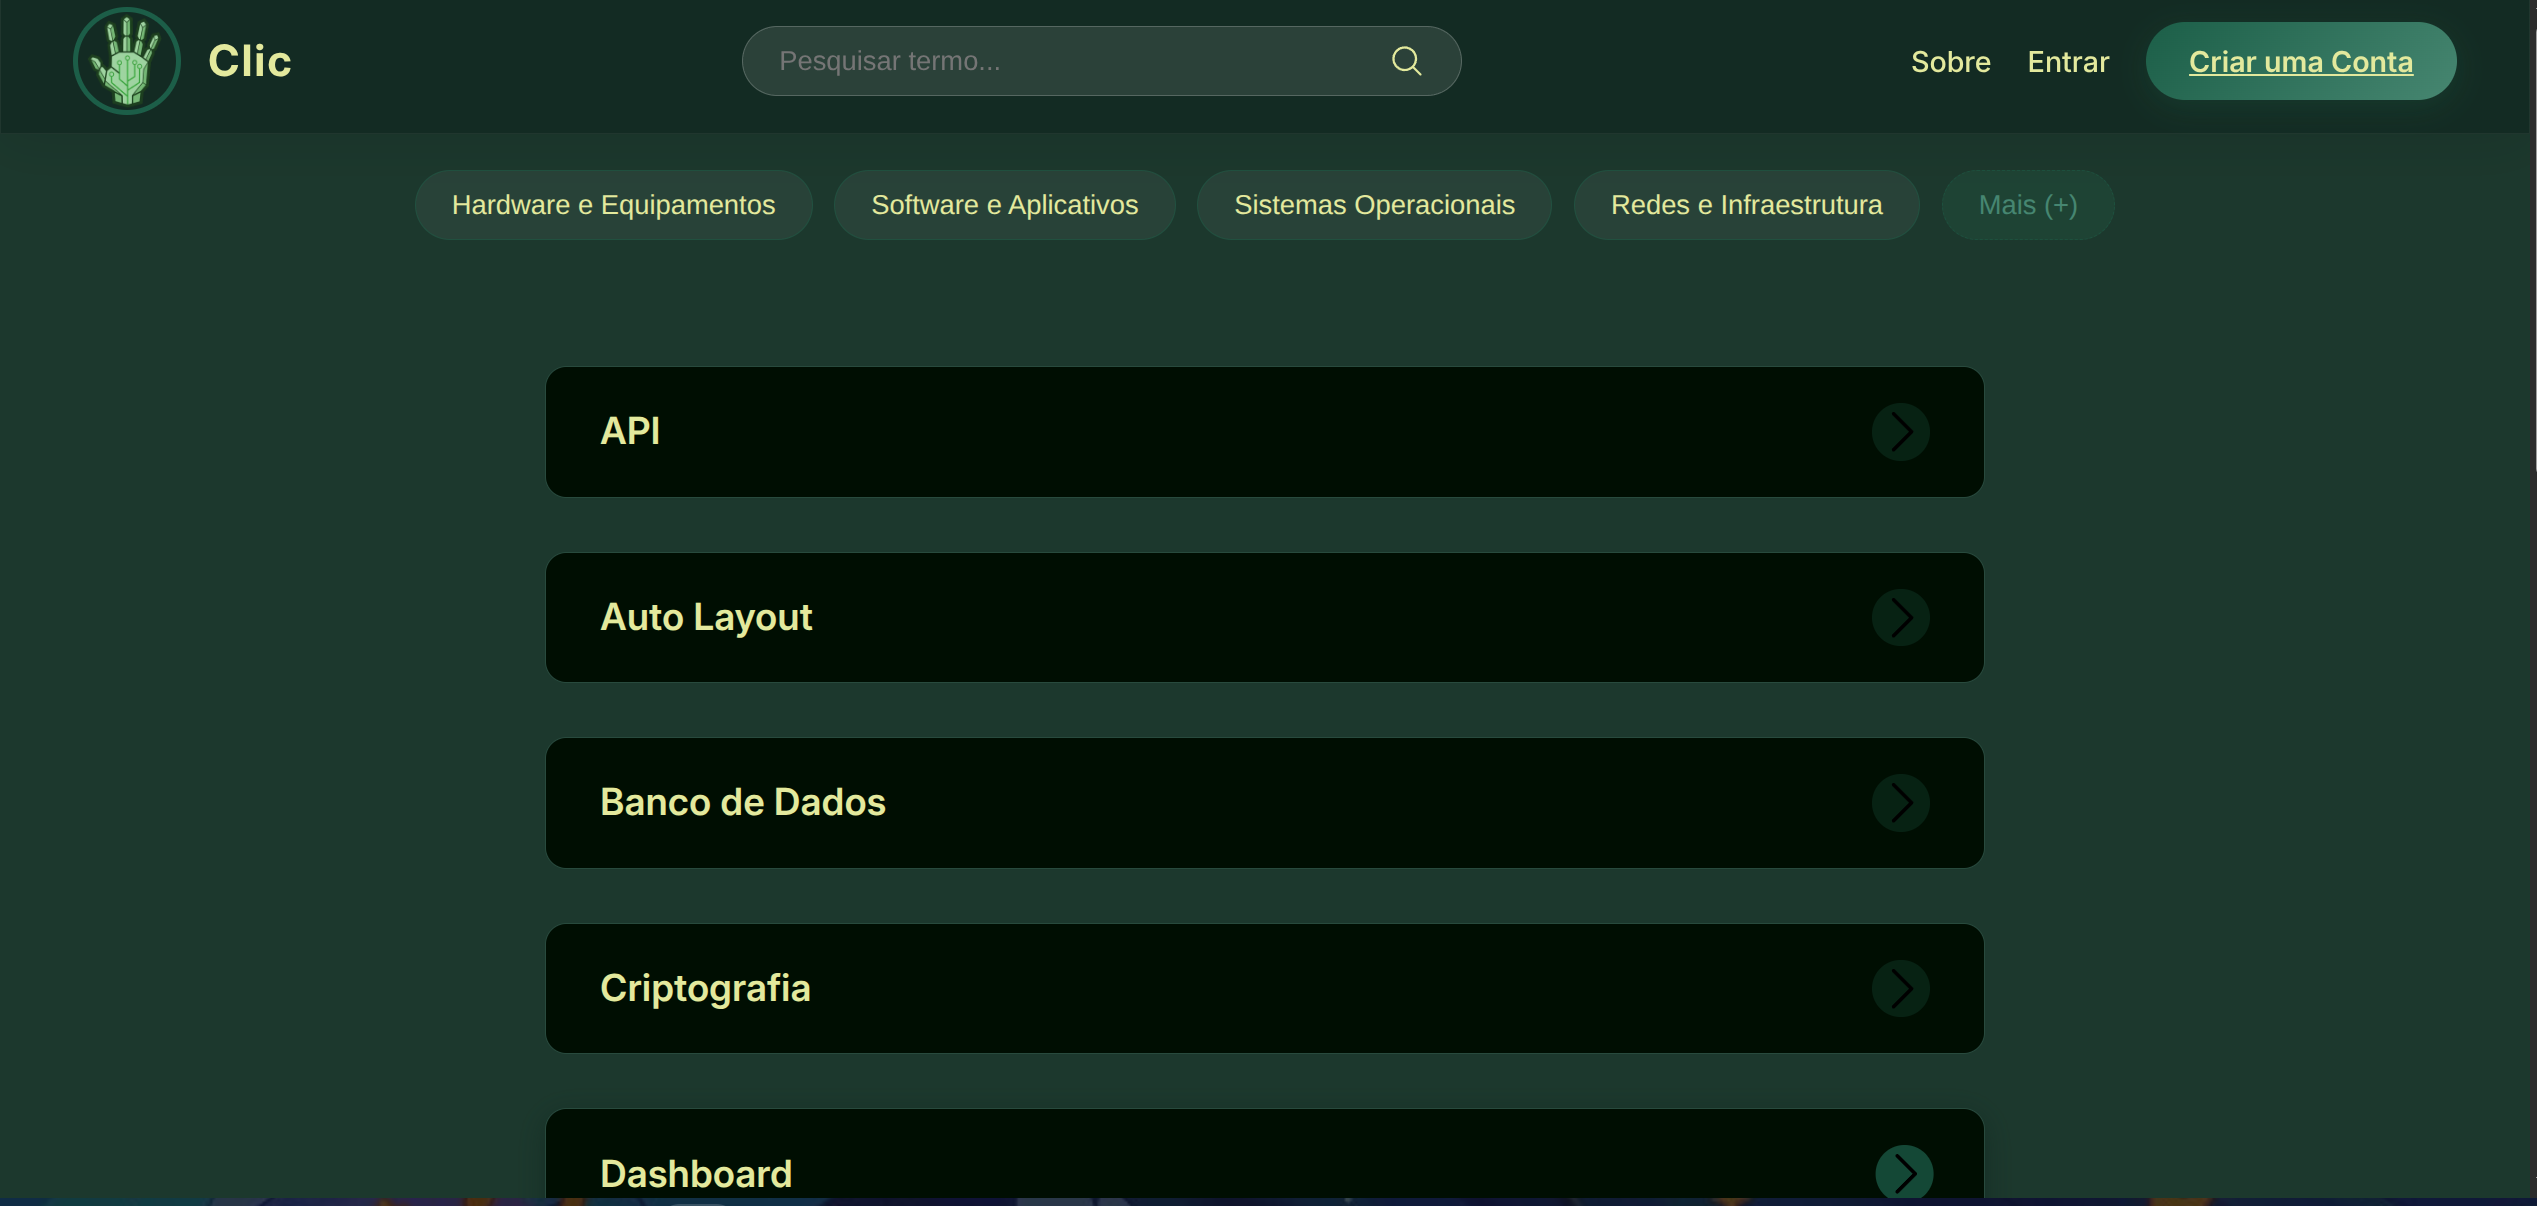 Clic
Pesquisar termo...
Sobre
Entrar
Criar uma Conta
Hardware e Equipamentos
Software e Aplicativos
Sistemas Operacionais
Redes e Infraestrutura
Mais (+)
API
Auto Layout
Banco de Dados
Criptografia
Dashboard